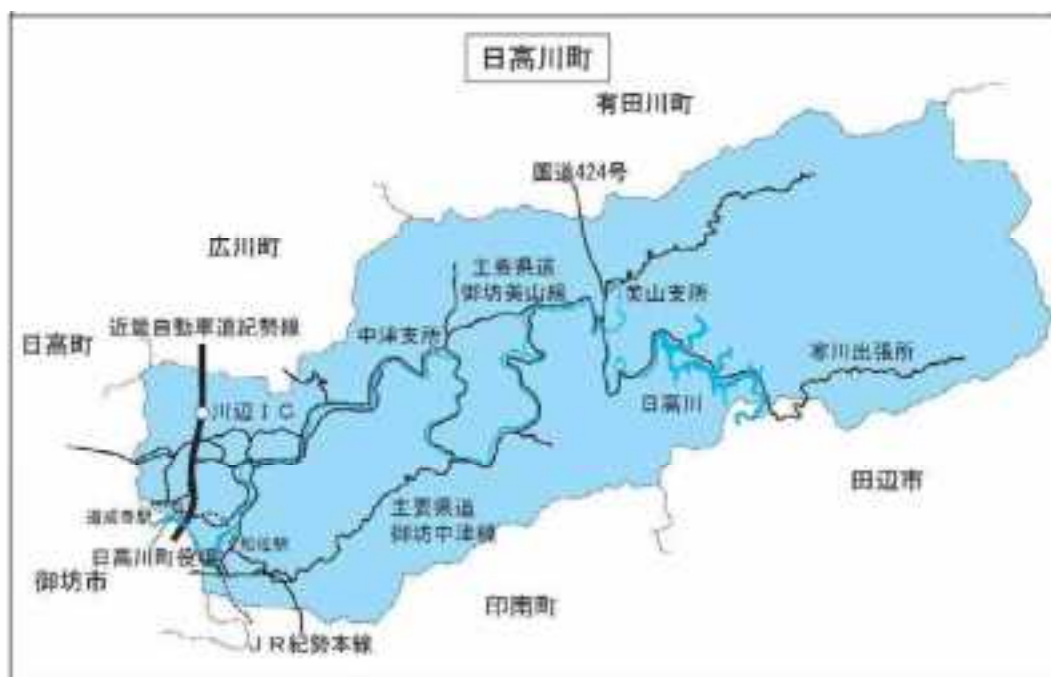 日高川町
有田川町
国道424号
広川町
主要県道
御坊美山線
美山支所
近畿自動車道紀勢線
中津支所
日高町
寒川出張所
川辺IC
日高川
田辺市
主要県道
御坊中津線
道成寺駅
和佐駅
日高川町役場
御坊市
印南町
JR紀勢本線